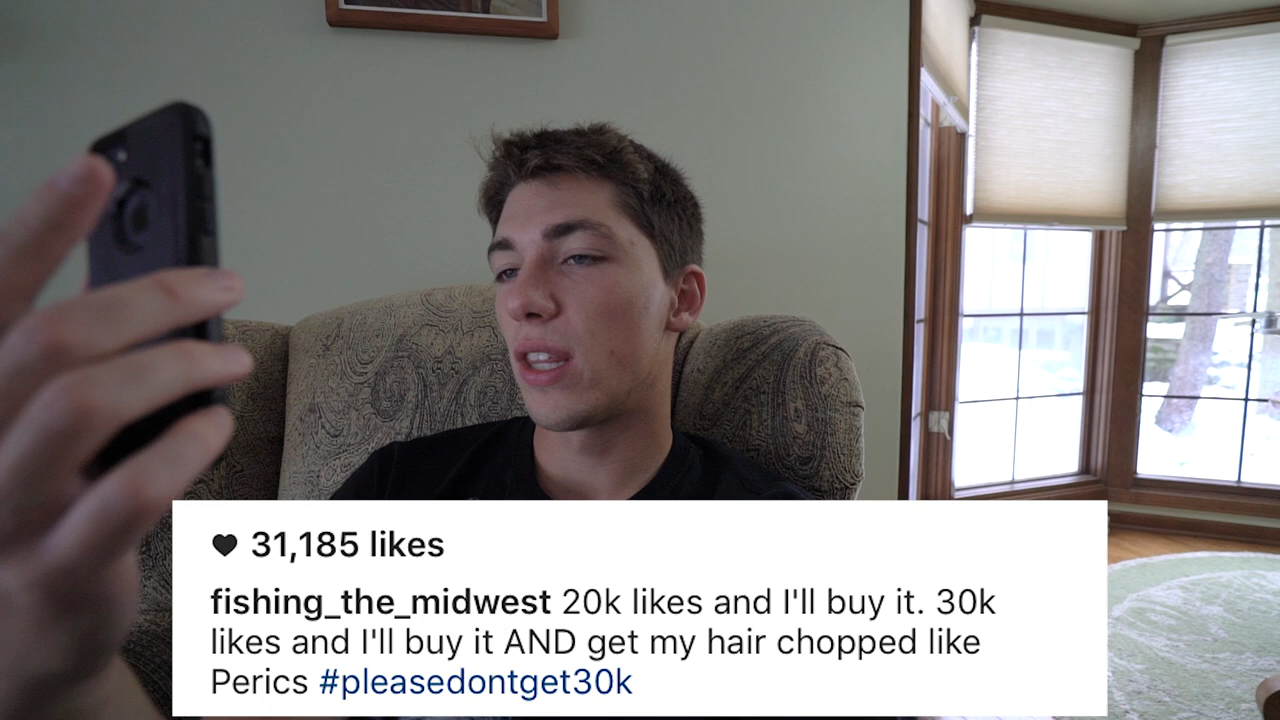 31,185 likes
fishing_the_midwest 20k likes and I'll buy it. 30k
likes and I'll buy it AND get my hair chopped like
Perics #pleasedontget30k